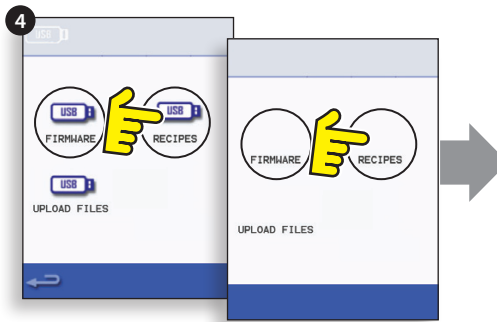 4
USB
USB USB
FIRMWARE RECIPES
USB
UPLOAD FILES
FIRMWARE RECIPES
UPLOAD FILES